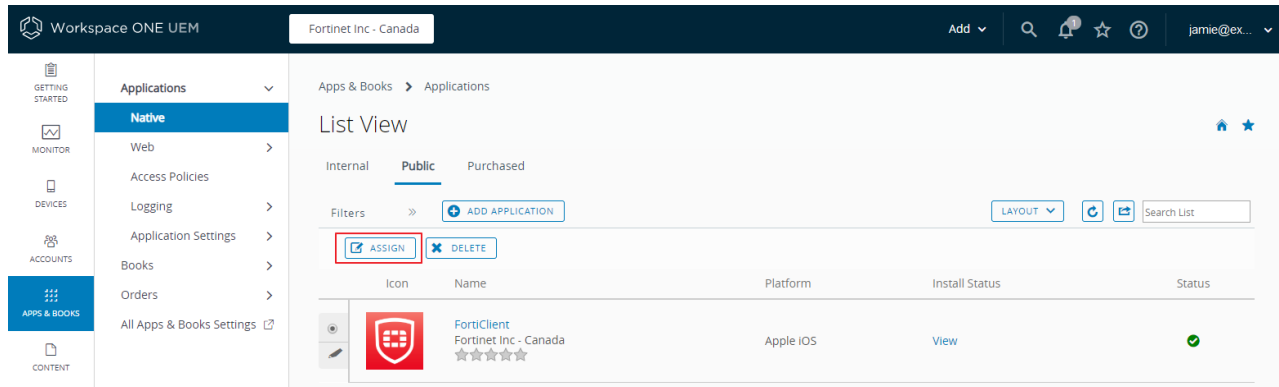 Workspace ONE UEM
Fortinet Inc - Canada
Add
1
jamie@ex...
GETTING
STARTED
MONITOR
DEVICES
ACCOUNTS
APPS & BOOKS
CONTENT
Applications
Native
Web
Access Policies
Logging
Application Settings
Books
Orders
All Apps & Books Settings
Apps & Books > Applications
List View
Internal Public Purchased
Filters » ADD APPLICATION LAYOUT Search List
ASSIGN DELETE
Icon Name Platform Install Status Status
FortiClient
Fortinet Inc - Canada
Apple iOS View